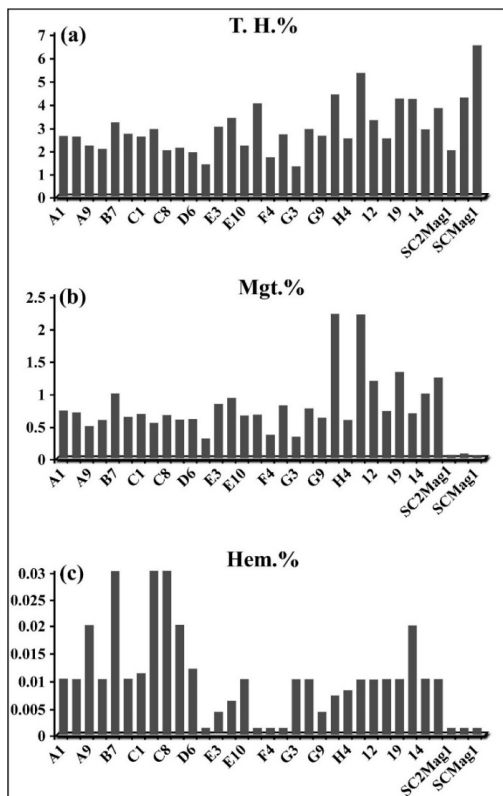 T. H.%
(a)
7
6
5
4
3
2
1
0
A1 A9 B7 C1 C8 D6 E3 E10 F4 G3 G9 H4 12 19 14 SC2Mag1 SCMag1
Mgt.%
(b)
2.5
2
1.5
1
0.5
0
A1 A9 B7 C1 C8 D6 E3 E10 F4 G3 G9 H4 12 19 14 SC2Mag1 SCMag1
Hem.%
(c)
0.03
0.025
0.02
0.015
0.01
0.005
0
A1 A9 B7 C1 C8 D6 E3 E10 F4 G3 G9 H4 12 19 14 SC2Mag1 SCMag1